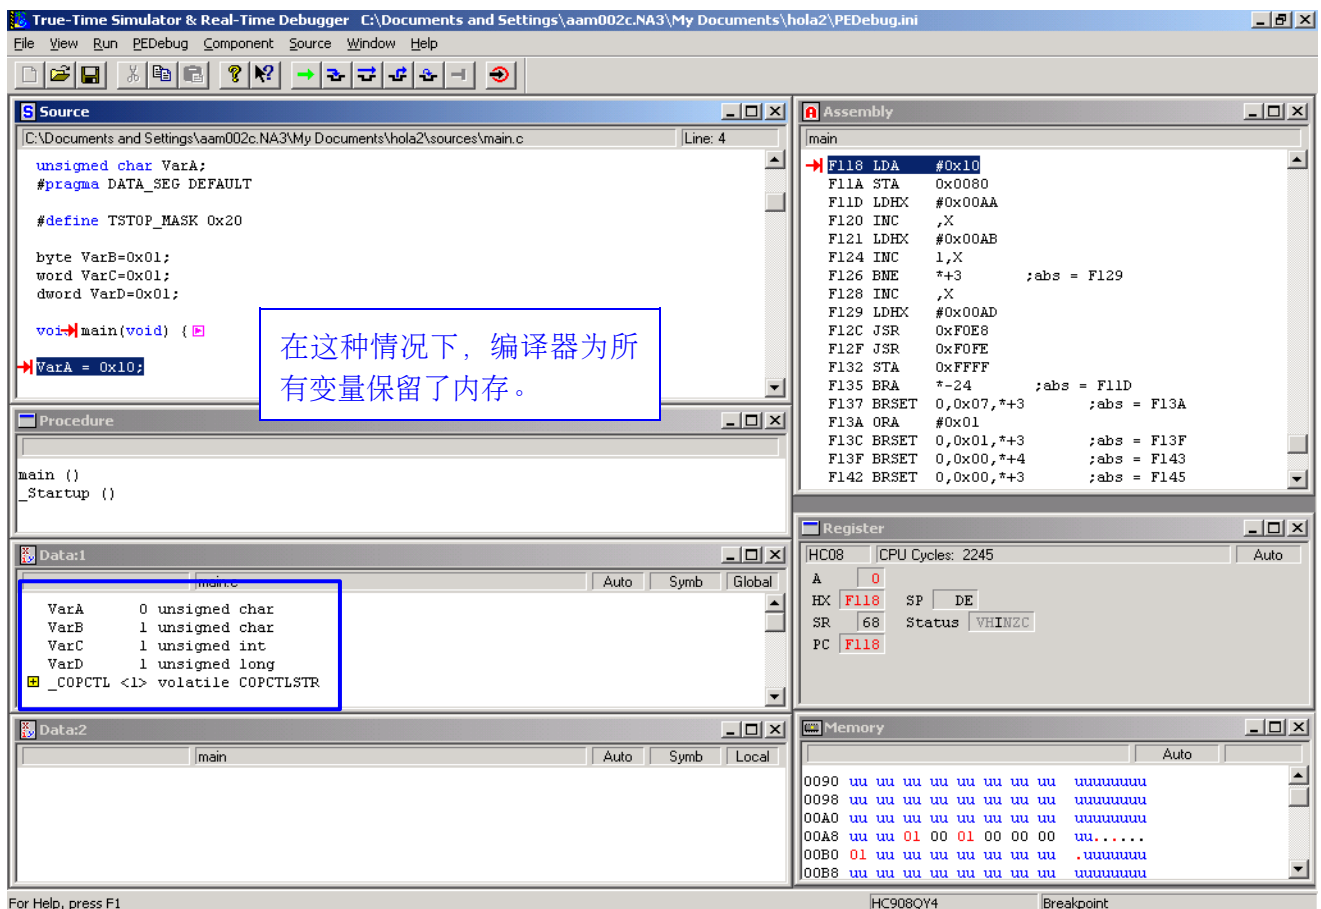 True-Time Simulator & Real-Time Debugger C:\Documents and Settings\aam002c.NA3\My Documents\hola2\PEDebug.ini
File View Run PEDebug Component Source Window Help
Source
C:\Documents and Settings\aam002c.NA3\My Documents\hola2\sources\main.c Line: 4
unsigned char VarA;
#pragma DATA_SEG DEFAULT
#define TSTOP_MASK 0x20
byte VarB=0x01;
word VarC=0x01;
dword VarD=0x01;
voi main(void) {
VarA = 0x10;
在这种情况下，编译器为所
有变量保留了内存。
Assembly
main
F118 LDA #0x10
F11A STA 0x0080
F11D LDHX #0x00AA
F120 INC ,X
F121 LDHX #0x00AB
F124 INC 1,X
F126 BNE *+3 ;abs = F129
F128 INC ,X
F129 LDHX #0x00AD
F12C JSR 0xF0E8
F12F JSR 0xF0FE
F132 STA 0xFFFF
F135 BRA *-24 ;abs = F11D
F137 BRSET 0,0x07,*+3 ;abs = F13A
F13A ORA #0x01
F13C BRSET 0,0x01,*+3 ;abs = F13F
F13F BRSET 0,0x00,*+4 ;abs = F143
F142 BRSET 0,0x00,*+3 ;abs = F145
Procedure
main ()
_Startup ()
Register
HC08 CPU Cycles: 2245 Auto
A 0
HX F118 SP DE
SR 68 Status VHINZC
PC F118
Data:1
main.c Auto Symb Global
VarA 0 unsigned char
VarB 1 unsigned char
VarC 1 unsigned int
VarD 1 unsigned long
_COPCTL <1> volatile COPCTLSTR
Data:2
main Auto Symb Local
Memory
Auto
0090 uu uu uu uu uu uu uu uu uuuuuuuu
0098 uu uu uu uu uu uu uu uu uuuuuuuu
00A0 uu uu uu uu uu uu uu uu uuuuuuuu
00A8 uu uu 01 00 01 00 00 00 uu......
00B0 01 uu uu uu uu uu uu uu .uuuuuuu
00B8 uu uu uu uu uu uu uu uu uuuuuuuu
For Help, press F1 HC908QY4 Breakpoint